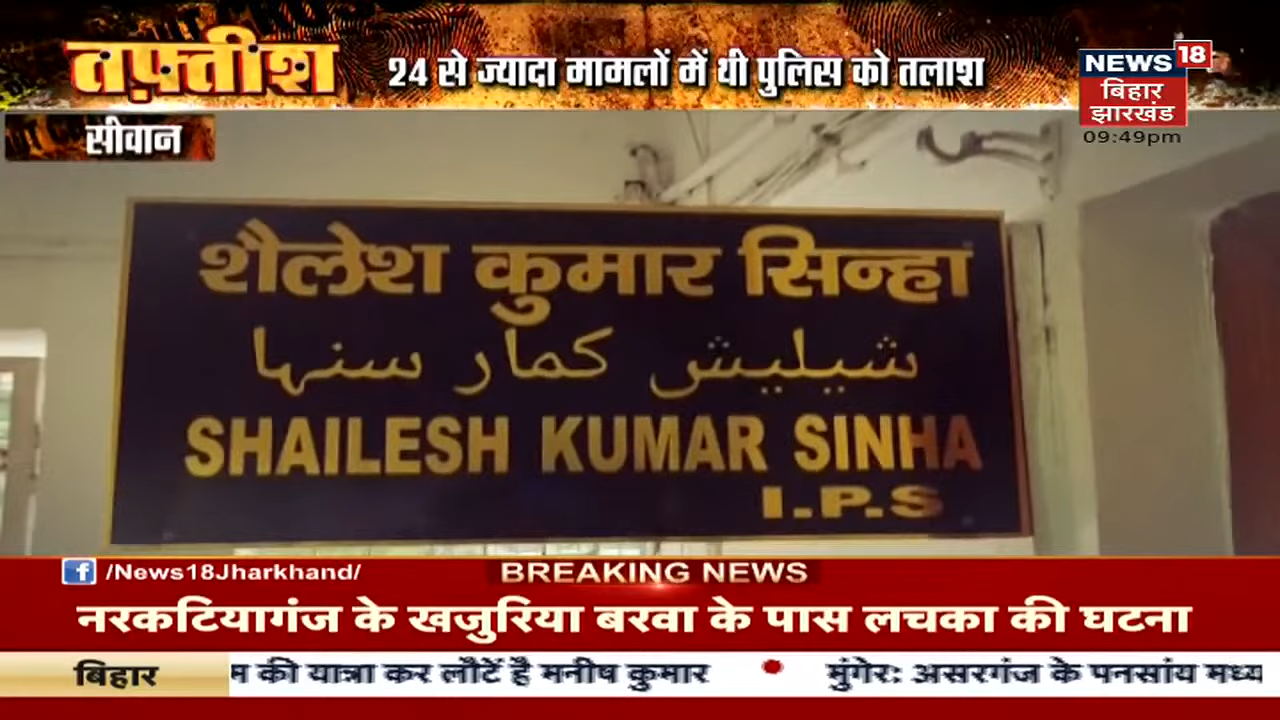 तफ़्तीश
24 से ज्यादा मामलों में थी पुलिस को तलाश
NEWS 18
बिहार
झारखंड
09:49pm
सीवान
शैलेश कुमार सिन्हा
شیلیش کمار سنہا
SHAILESH KUMAR SINHA
I.P.S
/News18Jharkhand/
BREAKING NEWS
नरकटियागंज के खजुरिया बरवा के पास लचका की घटना
बिहार
म की यात्रा कर लौटें है मनीष कुमार
मुंगेर: असरगंज के पनसांय मध्य